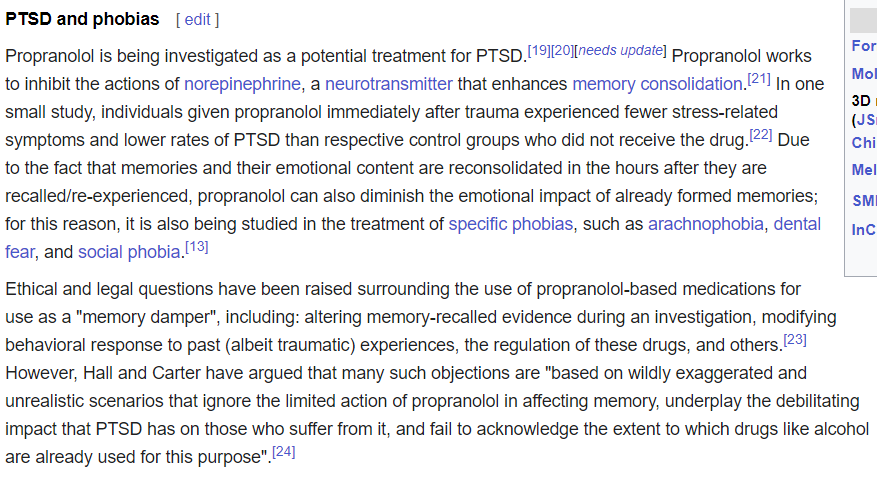 PTSD and phobias [ edit ]
Propranolol is being investigated as a potential treatment for PTSD.[19][20][needs update] Propranolol works
to inhibit the actions of norepinephrine, a neurotransmitter that enhances memory consolidation.[21] In one
small study, individuals given propranolol immediately after trauma experienced fewer stress-related
symptoms and lower rates of PTSD than respective control groups who did not receive the drug.[22] Due
to the fact that memories and their emotional content are reconsolidated in the hours after they are
recalled/re-experienced, propranolol can also diminish the emotional impact of already formed memories;
for this reason, it is also being studied in the treatment of specific phobias, such as arachnophobia, dental
fear, and social phobia.[13]
Ethical and legal questions have been raised surrounding the use of propranolol-based medications for
use as a "memory damper", including: altering memory-recalled evidence during an investigation, modifying
behavioral response to past (albeit traumatic) experiences, the regulation of these drugs, and others.[23]
However, Hall and Carter have argued that many such objections are "based on wildly exaggerated and
unrealistic scenarios that ignore the limited action of propranolol in affecting memory, underplay the debilitating
impact that PTSD has on those who suffer from it, and fail to acknowledge the extent to which drugs like alcohol
are already used for this purpose".[24]
For
Mol
3D
(JS
Chi
Mel
SMI
InC